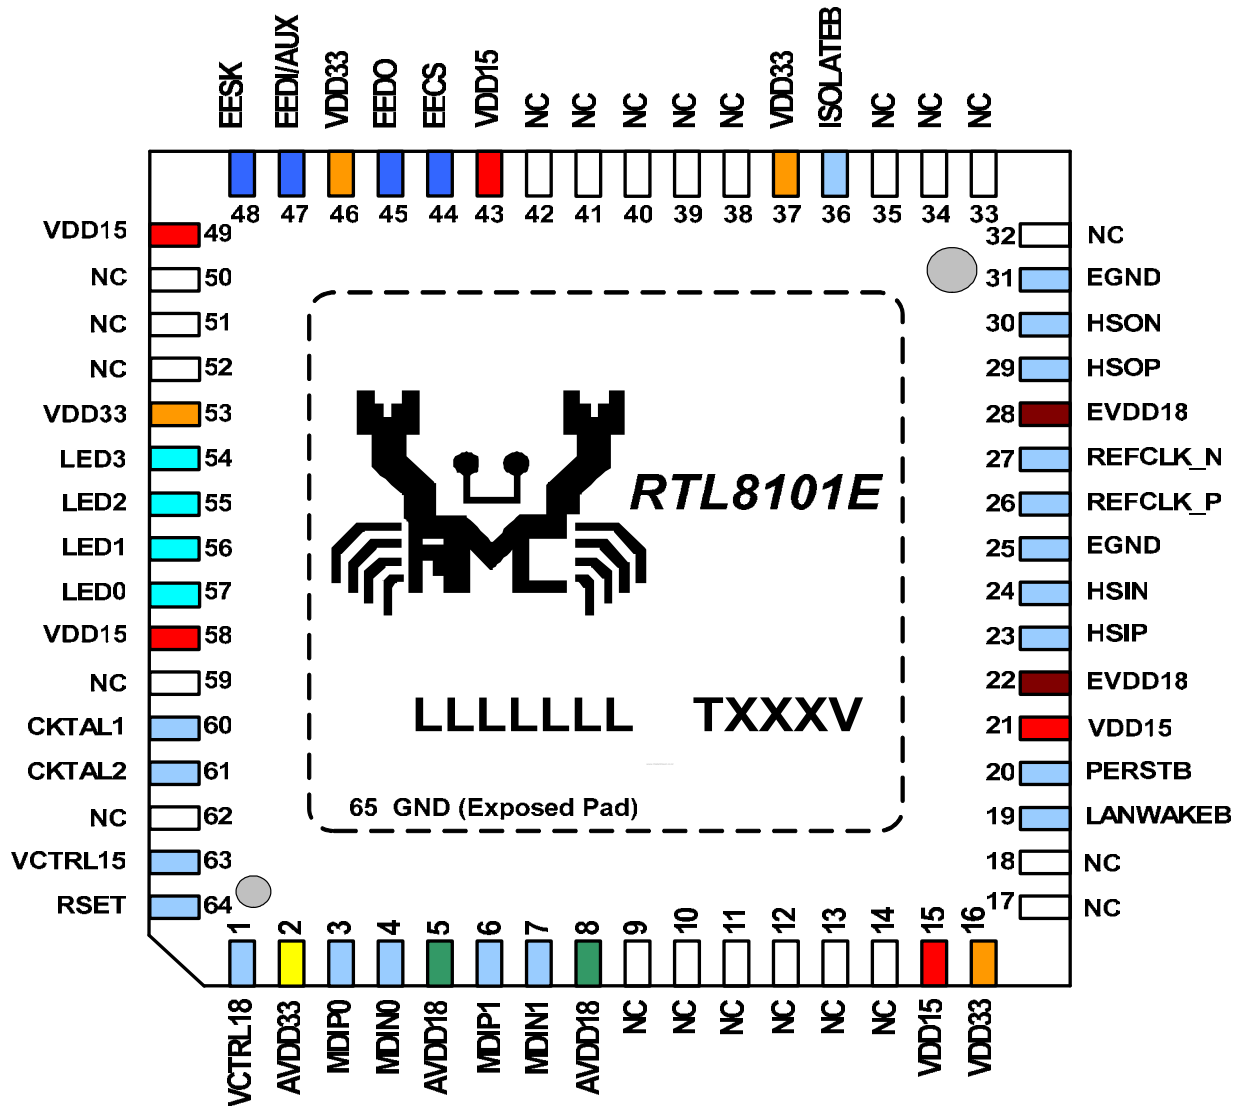 EESK
EEDI/AUX
VDD33
EEDO
EECS
VDD15
NC
NC
NC
NC
NC
VDD33
ISOLATEB
NC
NC
NC
48 47 46 45 44 43 42 41 40 39 38 37 36 35 34 33
VDD15 49
NC 50
NC 51
NC 52
VDD33 53
LED3 54
LED2 55
LED1 56
LED0 57
VDD15 58
NC 59
CKTAL1 60
CKTAL2 61
NC 62
VCTRL15 63
RSET 64
RTL8101E
LLLLLLL TXXXV
65 GND (Exposed Pad)
32 NC
31 EGND
30 HSON
29 HSOP
28 EVDD18
27 REFCLK_N
26 REFCLK_P
25 EGND
24 HSIN
23 HSIP
22 EVDD18
21 VDD15
20 PERSTB
19 LANWAKEB
18 NC
17 NC
1 2 3 4 5 6 7 8 9 10 11 12 13 14 15 16
VCTRL18
AVDD33
MDIP0
MDIN0
AVDD18
MDIP1
MDIN1
AVDD18
NC
NC
NC
NC
NC
NC
VDD15
VDD33